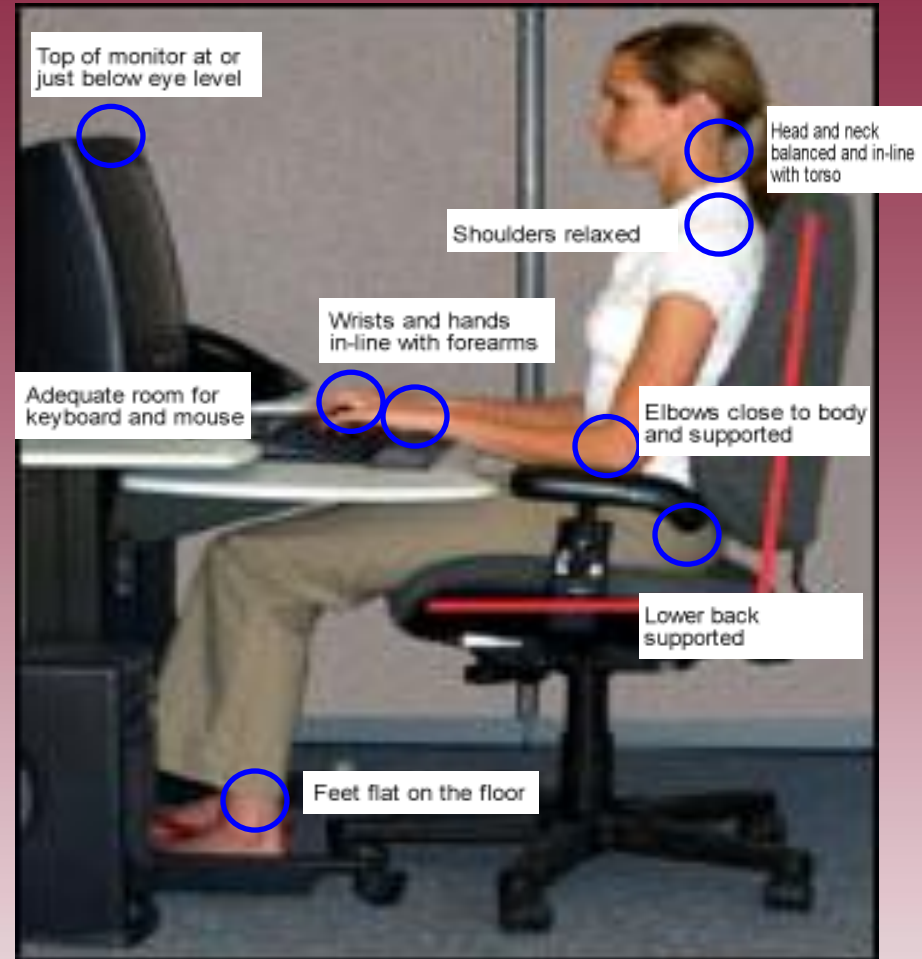 Top of monitor at or
just below eye level
Head and neck
balanced and in-line
with torso
Shoulders relaxed
Wrists and hands
in-line with forearms
Adequate room for
keyboard and mouse
Elbows close to body
and supported
Lower back
supported
Feet flat on the floor